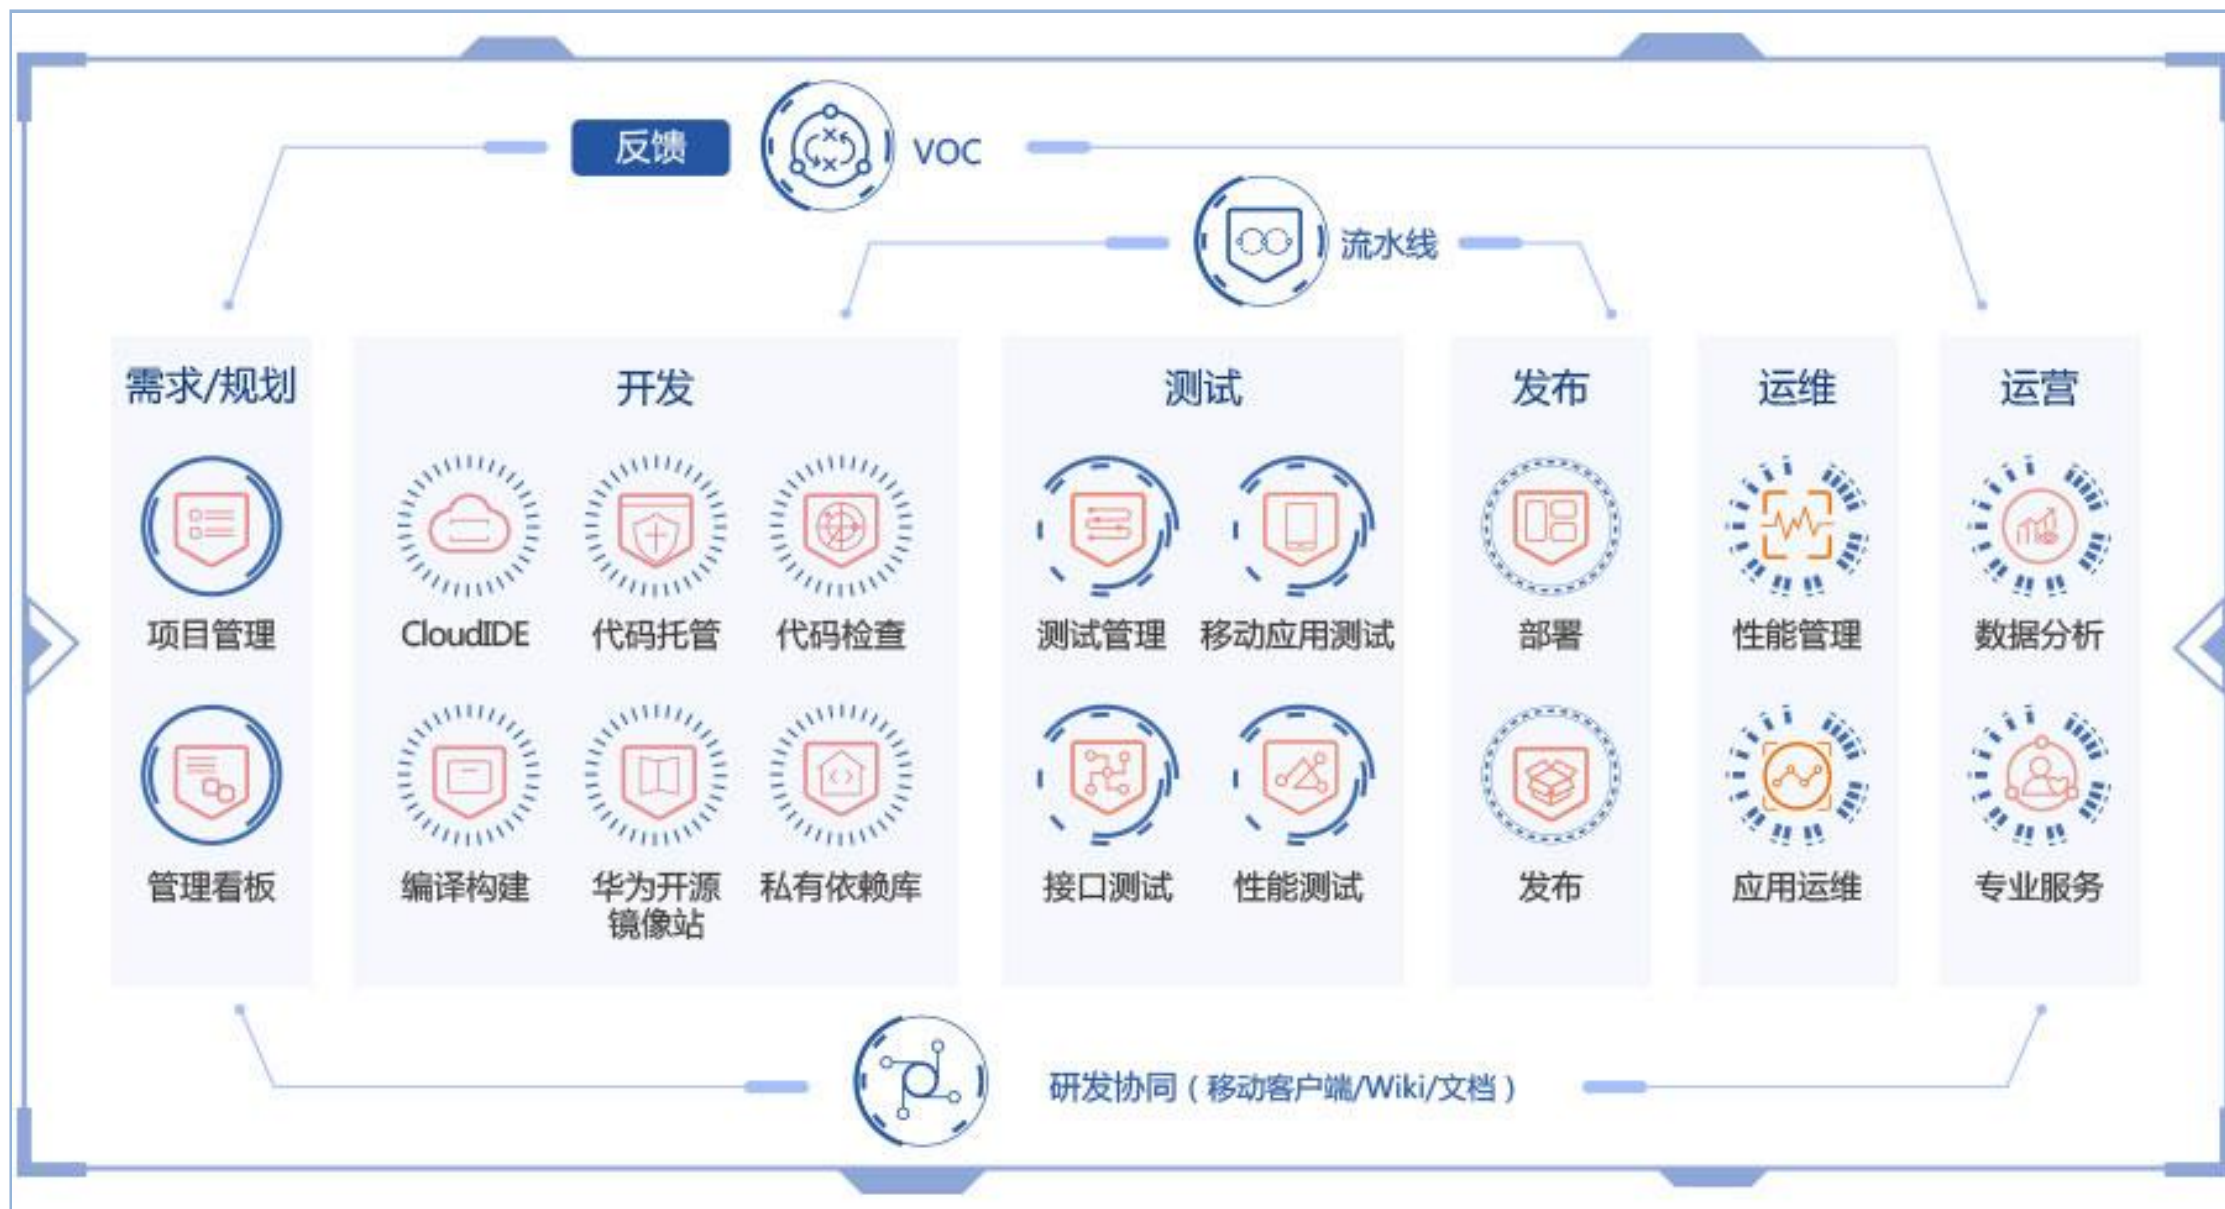 反馈
VOC
流水线
需求/规划
项目管理
管理看板
开发
CloudIDE
代码托管
代码检查
编译构建
华为开源
镜像站
私有依赖库
测试
测试管理
移动应用测试
接口测试
性能测试
发布
部署
发布
运维
性能管理
应用运维
运营
数据分析
专业服务
研发协同（移动客户端/Wiki/文档）